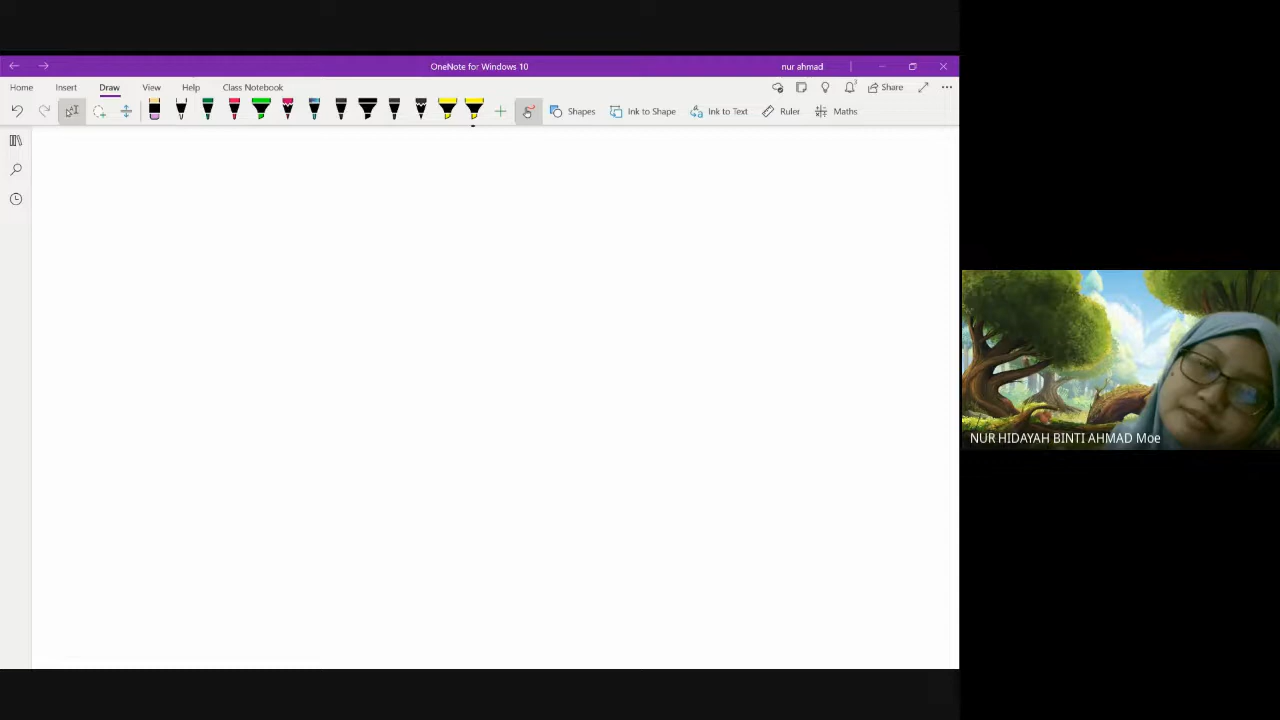 OneNote for Windows 10
nur ahmad
Home Insert Draw View Help Class Notebook
3
Share
Shapes Ink to Shape Ink to Text Ruler Maths
NUR HIDAYAH BINTI AHMAD Moe